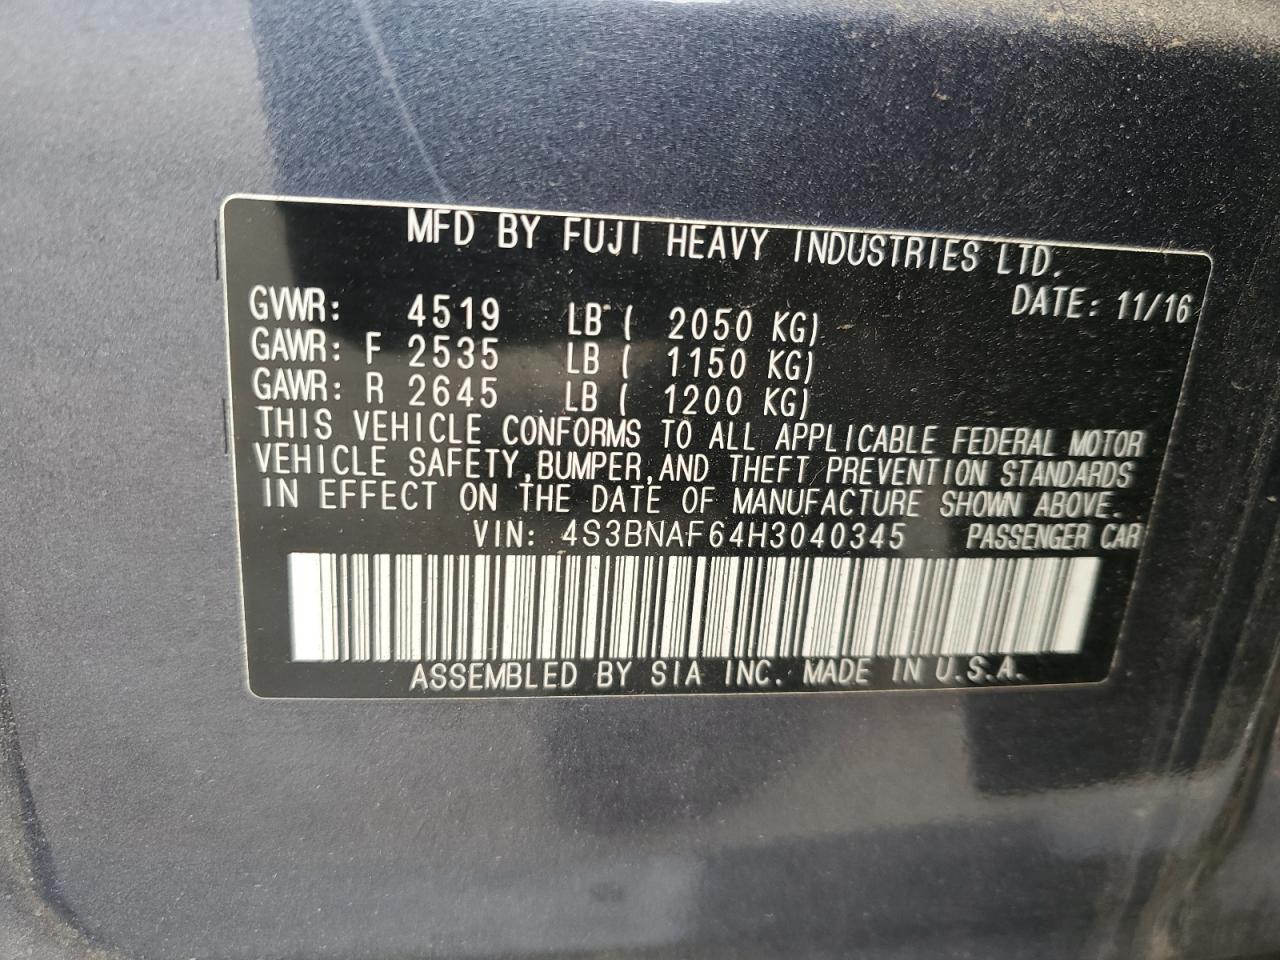 MFD BY FUJI HEAVY INDUSTRIES LTD.
DATE: 11/16
GVWR: 4519 LB ( 2050 KG)
GAWR: F 2535 LB ( 1150 KG)
GAWR: R 2645 LB ( 1200 KG)
THIS VEHICLE CONFORMS TO ALL APPLICABLE FEDERAL MOTOR
VEHICLE SAFETY,BUMPER,AND THEFT PREVENTION STANDARDS
IN EFFECT ON THE DATE OF MANUFACTURE SHOWN ABOVE.
VIN: 4S3BNAF64H3040345 PASSENGER CAR
ASSEMBLED BY SIA INC. MADE IN U.S.A.